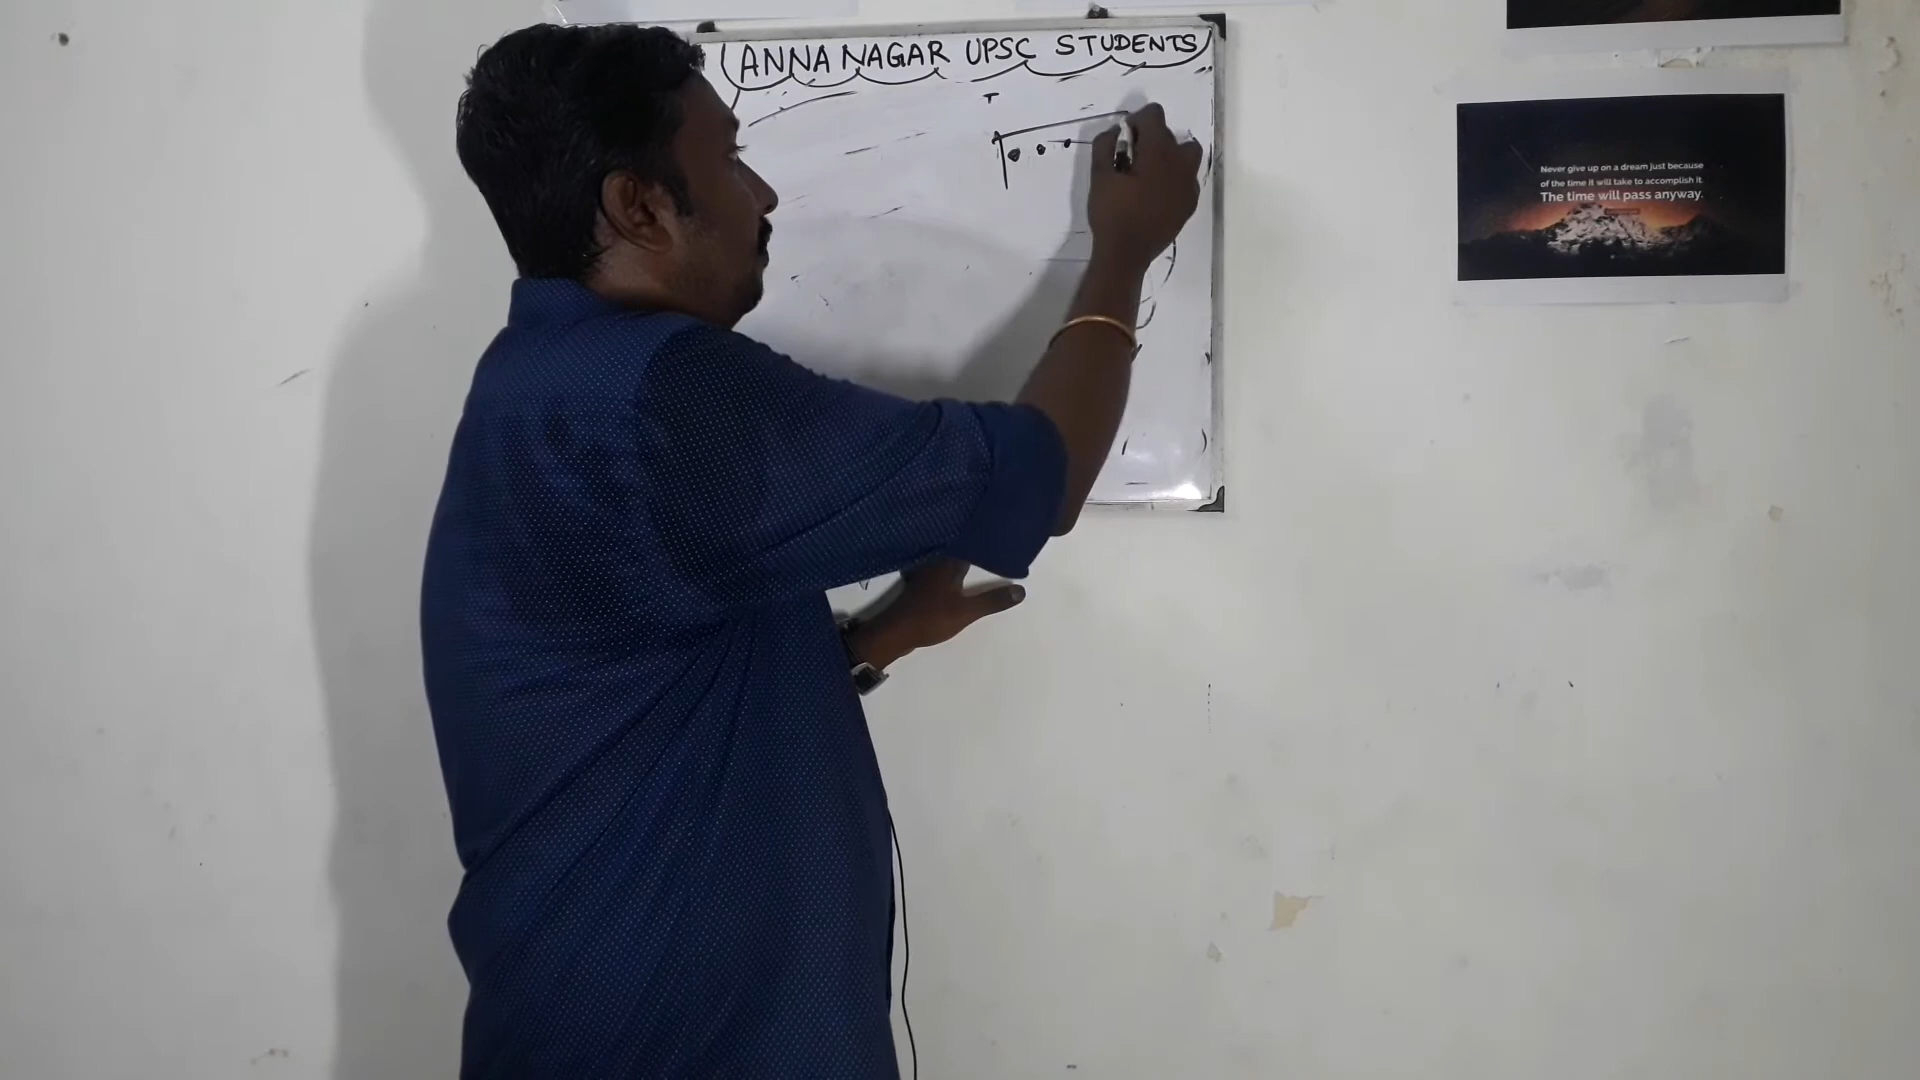 ANNA NAGAR UPSC STUDENTS
T
Never give up on a dream just because
of the time it will take to accomplish it.
The time will pass anyway.